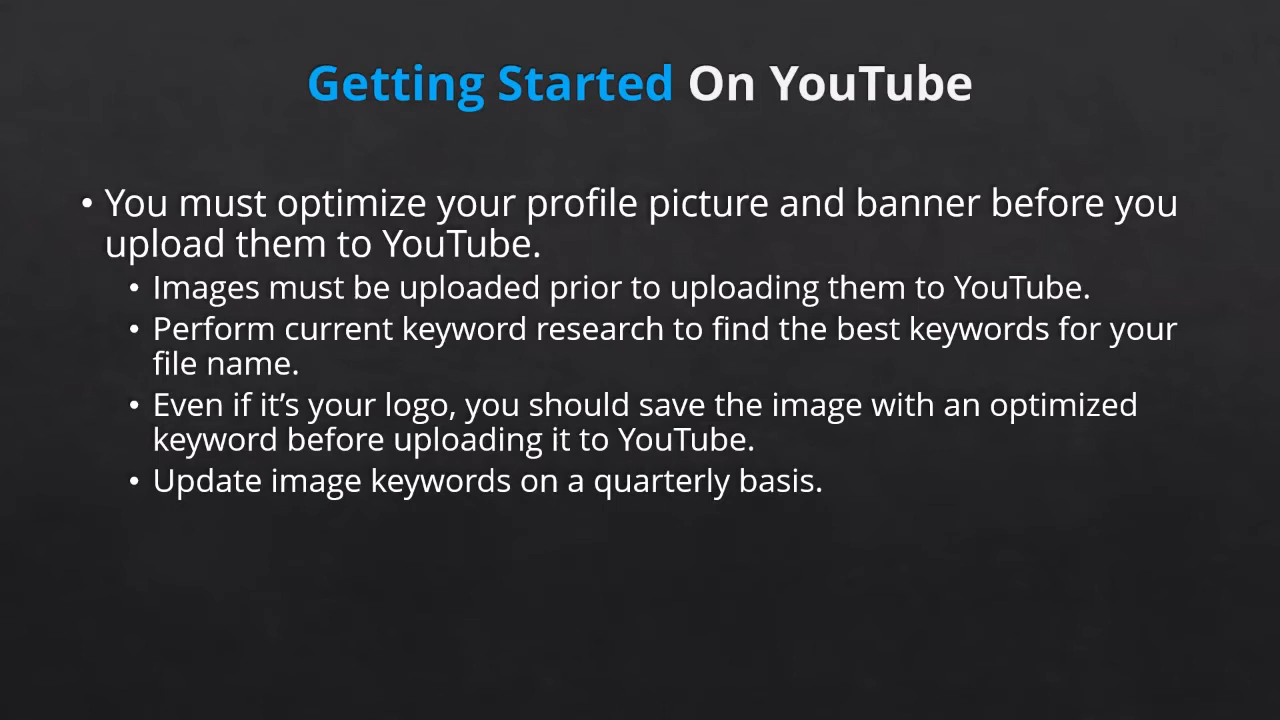 Getting Started On YouTube
• You must optimize your profile picture and banner before you
upload them to YouTube.
• Images must be uploaded prior to uploading them to YouTube.
• Perform current keyword research to find the best keywords for your
file name.
• Even if it’s your logo, you should save the image with an optimized
keyword before uploading it to YouTube.
• Update image keywords on a quarterly basis.